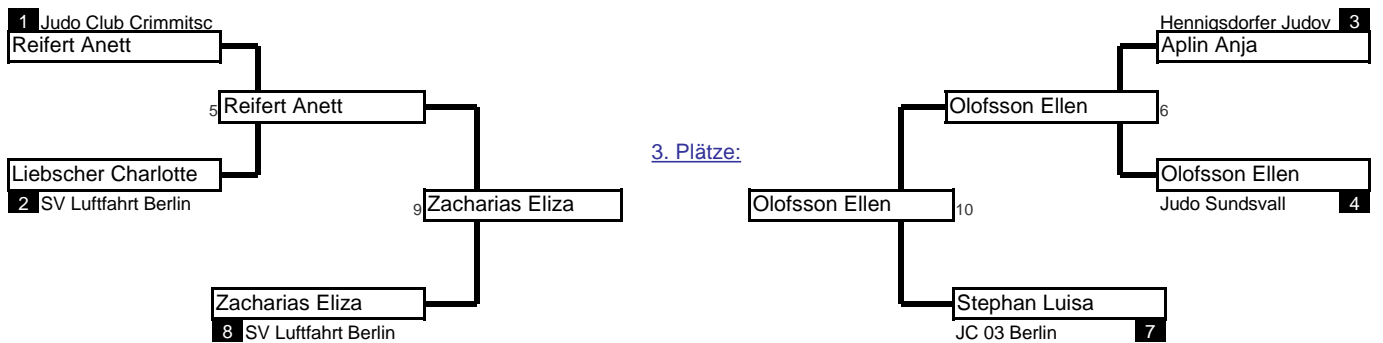 1 Judo Club Crimmitsc
Reifert Anett
5 Reifert Anett
Liebscher Charlotte
2 SV Luftfahrt Berlin
9 Zacharias Eliza
Zacharias Eliza
8 SV Luftfahrt Berlin
3. Plätze:
Hennigsdorfer Judov 3
Aplin Anja
Olofsson Ellen 6
Olofsson Ellen
Judo Sundsvall 4
Olofsson Ellen 10
Stephan Luisa
JC 03 Berlin 7